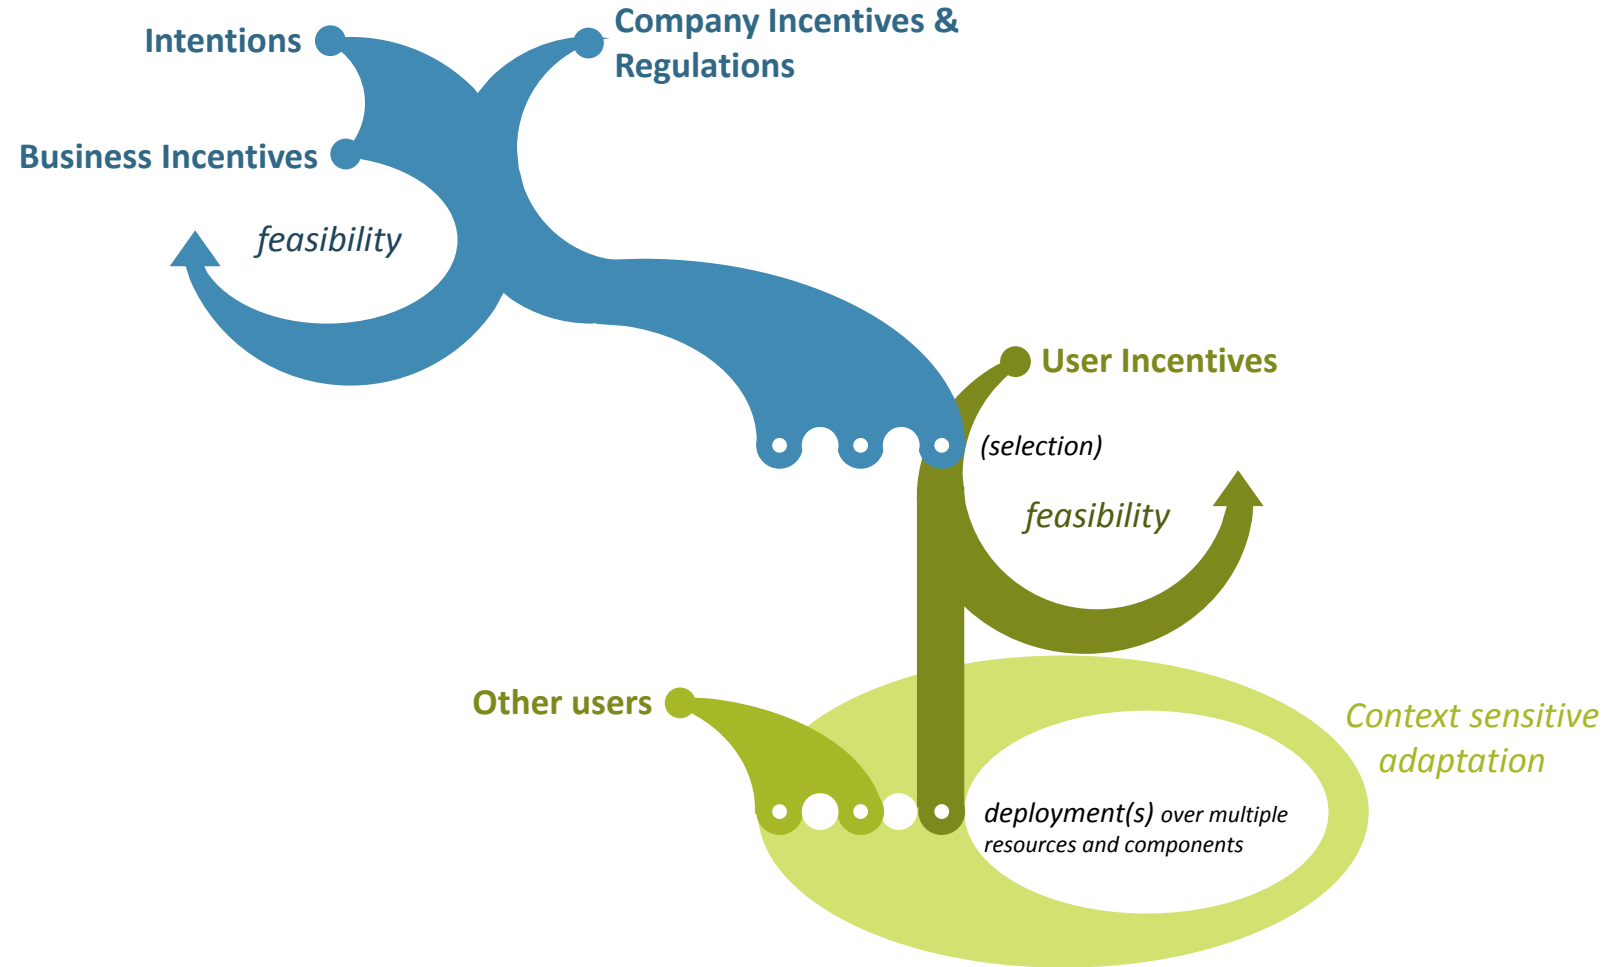 Intentions
Company Incentives &
Regulations
Business Incentives
feasibility
User Incentives
(selection)
feasibility
Other users
Context sensitive
adaptation
deployment(s) over multiple
resources and components